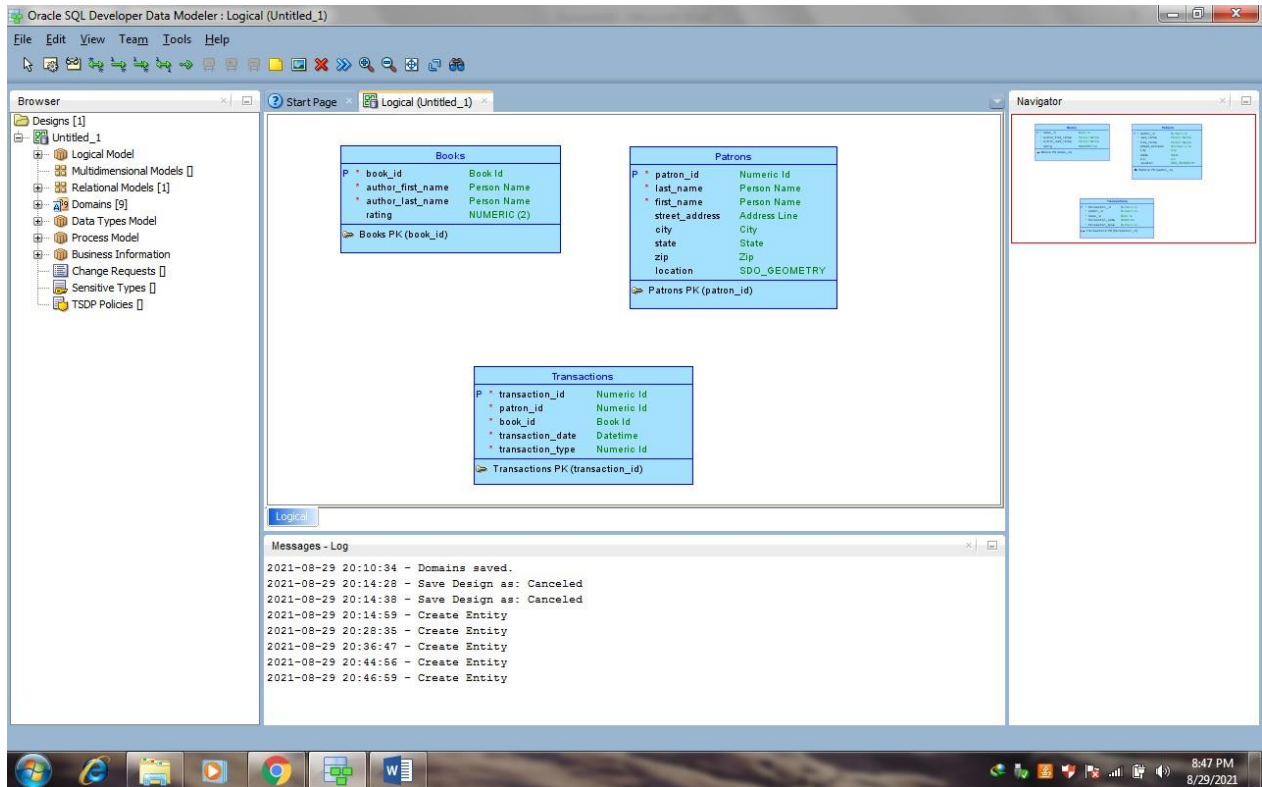 Oracle SQL Developer Data Modeler : Logical (Untitled_1)
File Edit View Team Tools Help
Browser
Designs [1]
Untitled_1
Logical Model
Multidimensional Models []
Relational Models [1]
Domains [9]
Data Types Model
Process Model
Business Information
Change Requests []
Sensitive Types []
TSDP Policies []
Start Page
Logical (Untitled_1)
Books
P * book_id Book Id
* author_first_name Person Name
* author_last_name Person Name
rating NUMERIC (2)
Books PK (book_id)
Patrons
P * patron_id Numeric Id
* last_name Person Name
* first_name Person Name
street_address Address Line
city City
state State
zip Zip
location SDO_GEOMETRY
Patrons PK (patron_id)
Transactions
P * transaction_id Numeric Id
* patron_id Numeric Id
* book_id Book Id
* transaction_date Datetime
* transaction_type Numeric Id
Transactions PK (transaction_id)
Logical
Messages - Log
2021-08-29 20:10:34 - Domains saved.
2021-08-29 20:14:28 - Save Design as: Canceled
2021-08-29 20:14:38 - Save Design as: Canceled
2021-08-29 20:14:59 - Create Entity
2021-08-29 20:28:35 - Create Entity
2021-08-29 20:36:47 - Create Entity
2021-08-29 20:44:56 - Create Entity
2021-08-29 20:46:59 - Create Entity
Navigator
8:47 PM
8/29/2021